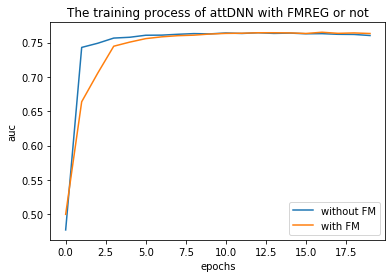 The training process of attDNN with FMREG or not
auc
0.75
0.70
0.65
0.60
0.55
0.50
0.0 2.5 5.0 7.5 10.0 12.5 15.0 17.5
epochs
without FM
with FM